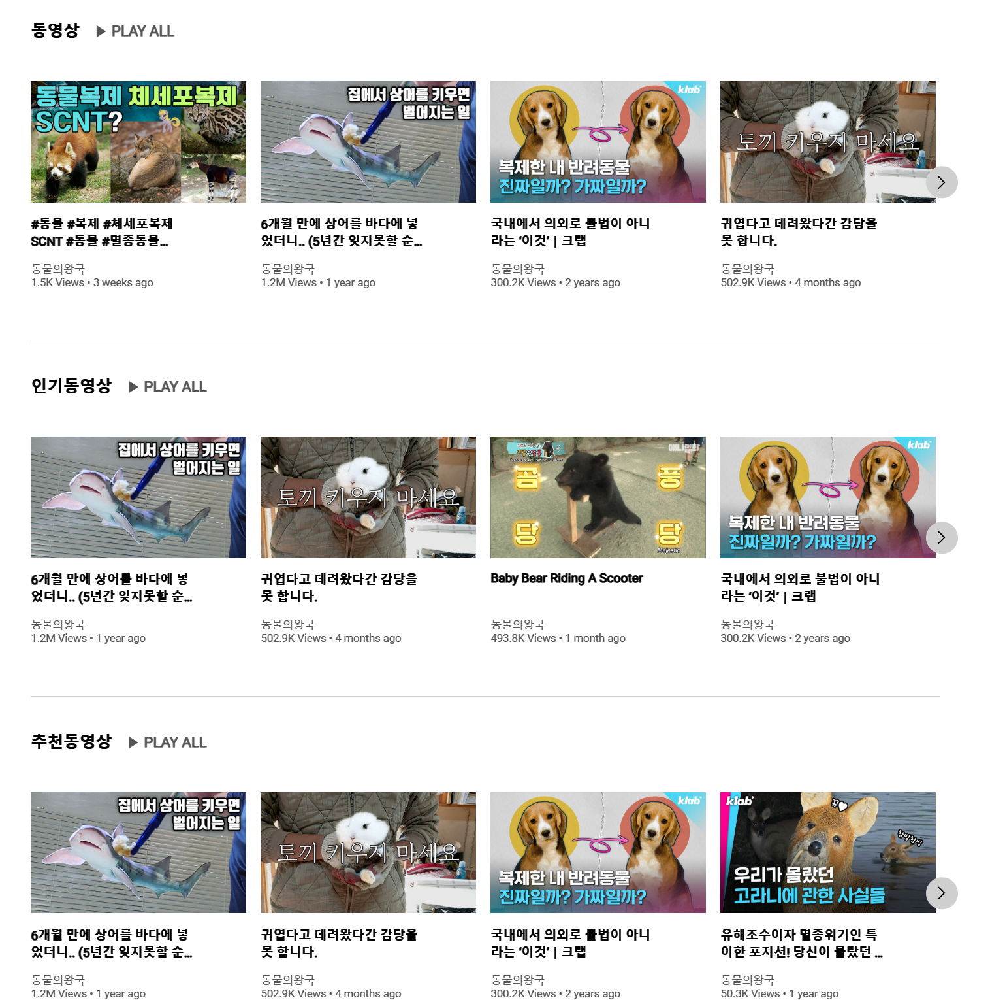 동영상 ▶ PLAY ALL
동물복제 체세포복제
SCNT?
집에서 상어를 키우면
벌어지는 일
klab
복제한 내 반려동물
진짜일까? 가짜일까?
토끼 키우지 마세요
#동물 #복제 #체세포복제
SCNT #동물 #멸종동물...
동물의왕국
1.5K Views • 3 weeks ago
6개월 만에 상어를 바다에 넣
었더니.. (5년간 잊지못할 순...
동물의왕국
1.2M Views • 1 year ago
국내에서 의외로 불법이 아니
라는 ‘이것’ | 크랩
동물의왕국
300.2K Views • 2 years ago
귀엽다고 데려왔다간 감당을
못 합니다.
동물의왕국
502.9K Views • 4 months ago
인기동영상 ▶ PLAY ALL
집에서 상어를 키우면
벌어지는 일
토끼 키우지 마세요
애니멀봐
곰 풍
당 당
Majestic
klab
복제한 내 반려동물
진짜일까? 가짜일까?
6개월 만에 상어를 바다에 넣
었더니.. (5년간 잊지못할 순...
동물의왕국
1.2M Views • 1 year ago
귀엽다고 데려왔다간 감당을
못 합니다.
동물의왕국
502.9K Views • 4 months ago
Baby Bear Riding A Scooter
동물의왕국
493.8K Views • 1 month ago
국내에서 의외로 불법이 아니
라는 ‘이것’ | 크랩
동물의왕국
300.2K Views • 2 years ago
추천동영상 ▶ PLAY ALL
집에서 상어를 키우면
벌어지는 일
토끼 키우지 마세요
klab
복제한 내 반려동물
진짜일까? 가짜일까?
klab
뀨
참방참방
우리가 몰랐던
고라니에 관한 사실들
6개월 만에 상어를 바다에 넣
었더니.. (5년간 잊지못할 순...
동물의왕국
1.2M Views • 1 year ago
귀엽다고 데려왔다간 감당을
못 합니다.
동물의왕국
502.9K Views • 4 months ago
국내에서 의외로 불법이 아니
라는 ‘이것’ | 크랩
동물의왕국
300.2K Views • 2 years ago
유해조수이자 멸종위기인 특
이한 포지션! 당신이 몰랐던 ...
동물의왕국
50.3K Views • 1 year ago